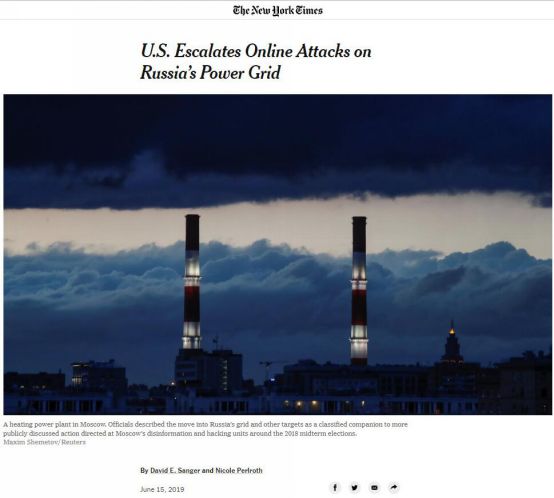 The New York Times
U.S. Escalates Online Attacks on
Russia's Power Grid
A heating power plant in Moscow. Officials described the move into Russia's grid and other targets as a classified companion to more
publicly discussed action directed at Moscow's disinformation and hacking units around the 2018 midterm elections.
Maxim Shemetov/Reuters
By David E. Sanger and Nicole Perlroth
June 15, 2019